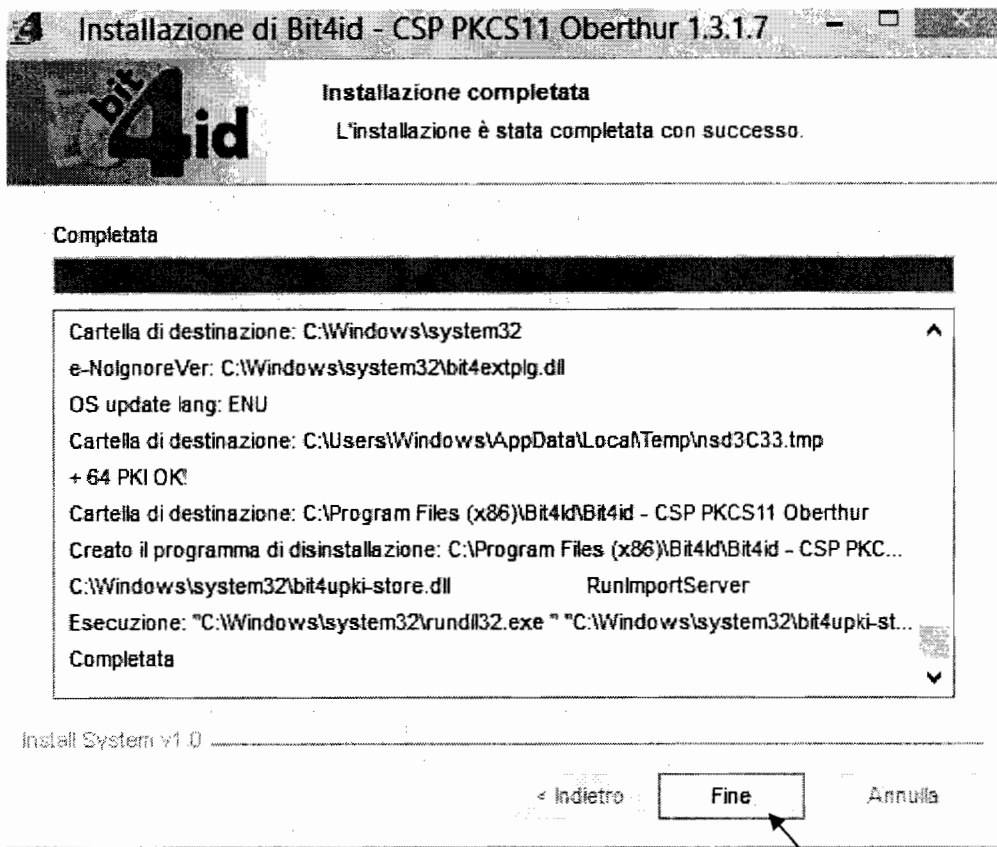 Installazione di Bit4id - CSP PKCS11 Oberthur 1.3.1.7
bit
4id
Installazione completata
L'installazione è stata completata con successo.
Completata
Cartella di destinazione: C:\Windows\system32
e-NoIgnoreVer: C:\Windows\system32\bit4extplg.dll
OS update lang: ENU
Cartella di destinazione: C:\Users\Windows\AppData\Local\Temp\nsd3C33.tmp
+ 64 PKI OK!
Cartella di destinazione: C:\Program Files (x86)\Bit4Id\Bit4id - CSP PKCS11 Oberthur
Creato il programma di disinstallazione: C:\Program Files (x86)\Bit4Id\Bit4id - CSP PKC...
C:\Windows\system32\bit4upki-store.dll RunImportServer
Esecuzione: "C:\Windows\system32\rundll32.exe " "C:\Windows\system32\bit4upki-st...
Completata
Install System v1.0
< Indietro Fine Annulla